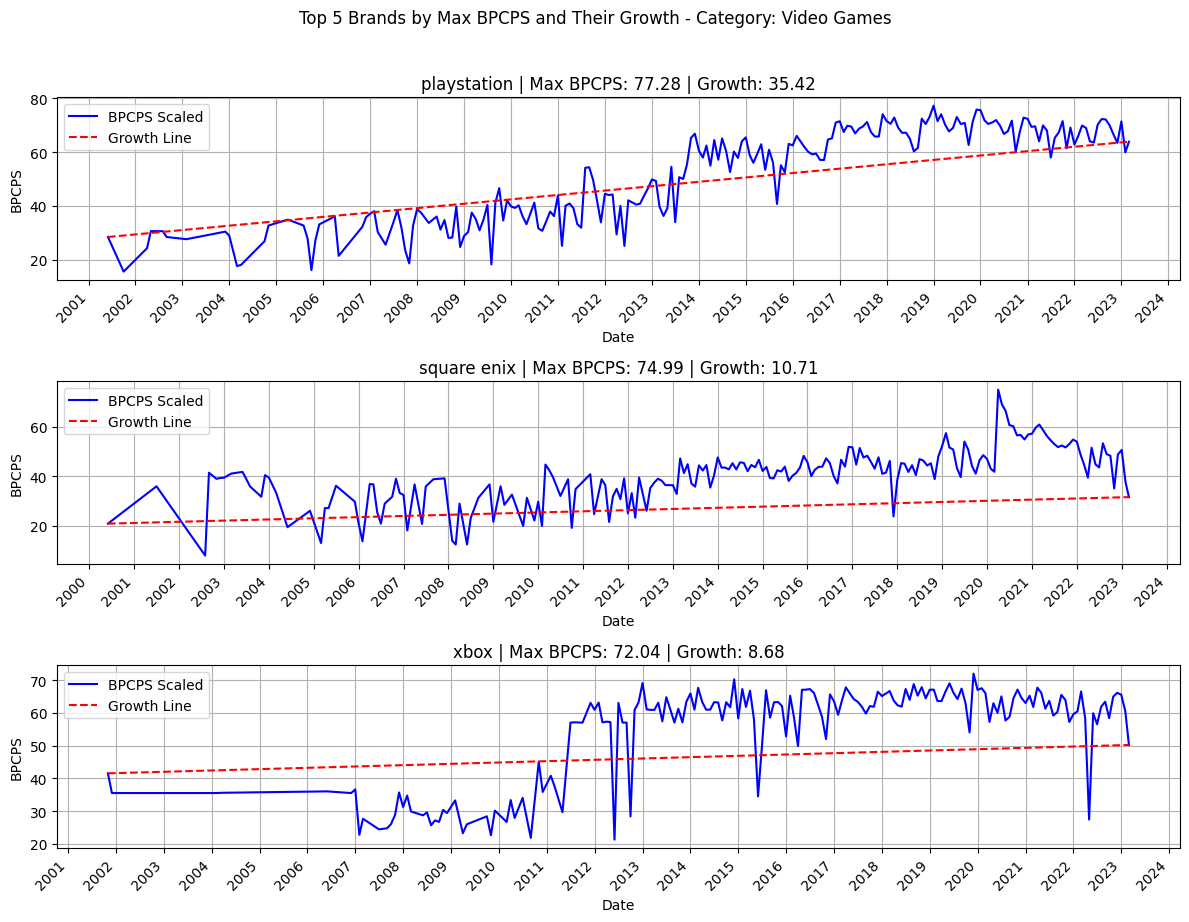 Top 5 Brands by Max BPCPS and Their Growth - Category: Video Games
playstation | Max BPCPS: 77.28 | Growth: 35.42
BPCPS Scaled
Growth Line
BPCPS
80
60
40
20
2001 2002 2003 2004 2005 2006 2007 2008 2009 2010 2011 2012 2013 2014 2015 2016 2017 2018 2019 2020 2021 2022 2023 2024
Date
square enix | Max BPCPS: 74.99 | Growth: 10.71
BPCPS Scaled
Growth Line
BPCPS
60
40
20
2000 2001 2002 2003 2004 2005 2006 2007 2008 2009 2010 2011 2012 2013 2014 2015 2016 2017 2018 2019 2020 2021 2022 2023 2024
Date
xbox | Max BPCPS: 72.04 | Growth: 8.68
BPCPS Scaled
Growth Line
BPCPS
70
60
50
40
30
20
2001 2002 2003 2004 2005 2006 2007 2008 2009 2010 2011 2012 2013 2014 2015 2016 2017 2018 2019 2020 2021 2022 2023 2024
Date